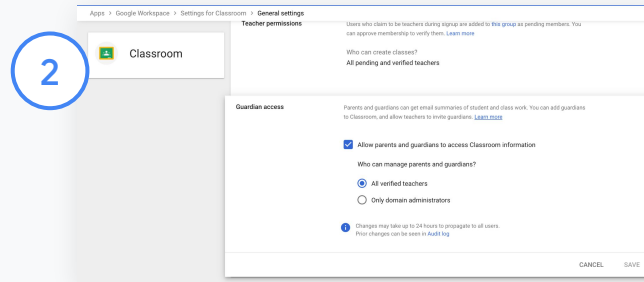 Apps > Google Workspace > Settings for Classroom > General settings
2
Classroom
Teacher permissions
Users who claim to be teachers during signup are added to this group as pending members. You
can approve membership to verify them. Learn more
Who can create classes?
All pending and verified teachers
Guardian access
Parents and guardians can get email summaries of student and class work. You can add guardians
to Classroom, and allow teachers to invite guardians. Learn more
Allow parents and guardians to access Classroom information
Who can manage parents and guardians?
All verified teachers
Only domain administrators
Changes may take up to 24 hours to propagate to all users.
Prior changes can be seen in Audit log
CANCEL SAVE